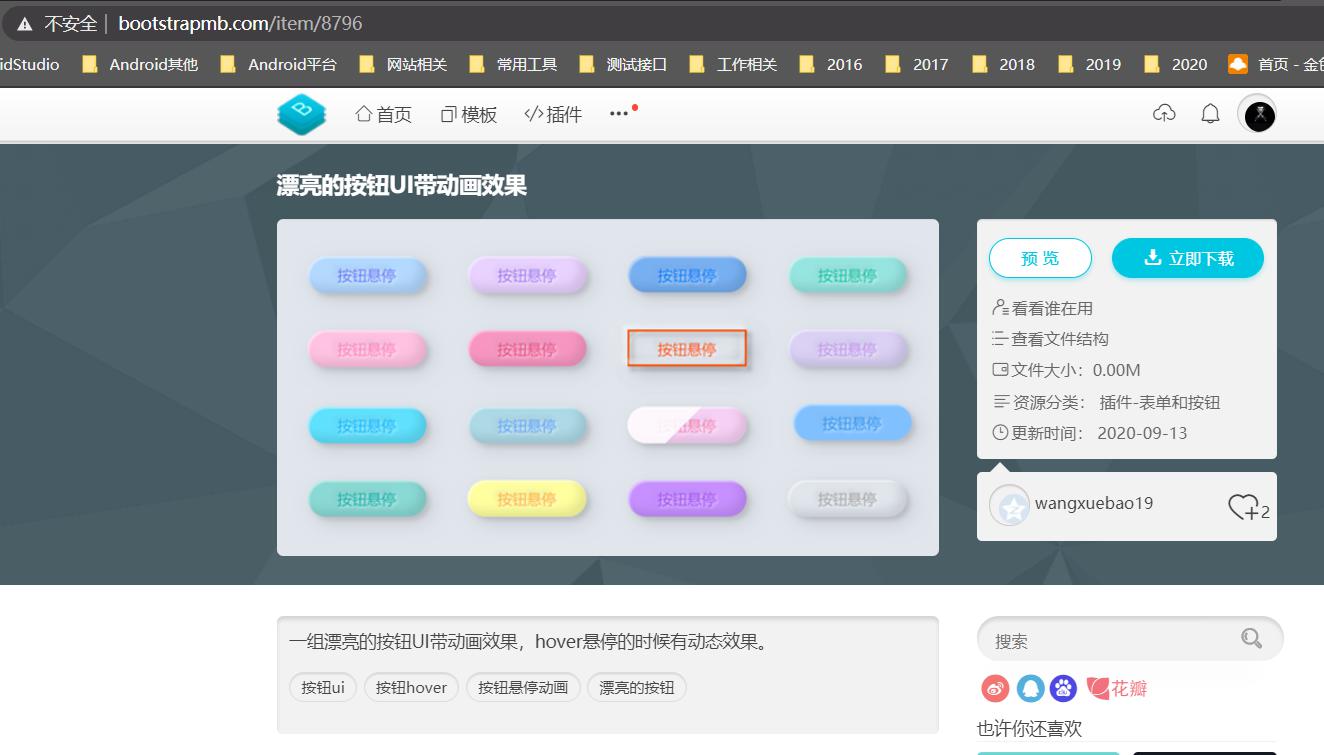 不安全 bootstrapmb.com/item/8796
idStudio Android其他 Android平台 网站相关 常用工具 测试接口 工作相关 2016 2017 2018 2019 2020 首页 - 金
首页 模板 </>插件 •••
漂亮的按钮UI带动画效果
按钮悬停 按钮悬停 按钮悬停 按钮悬停
按钮悬停 按钮悬停 按钮悬停 按钮悬停
按钮悬停 按钮悬停 按钮悬停 按钮悬停
按钮悬停 按钮悬停 按钮悬停 按钮悬停
预 览 立即下载
看看谁在用
查看文件结构
文件大小：0.00M
资源分类： 插件-表单和按钮
更新时间： 2020-09-13
wangxuebao19 2
一组漂亮的按钮UI带动画效果，hover悬停的时候有动态效果。
按钮ui 按钮hover 按钮悬停动画 漂亮的按钮
搜索
花瓣
也许你还喜欢